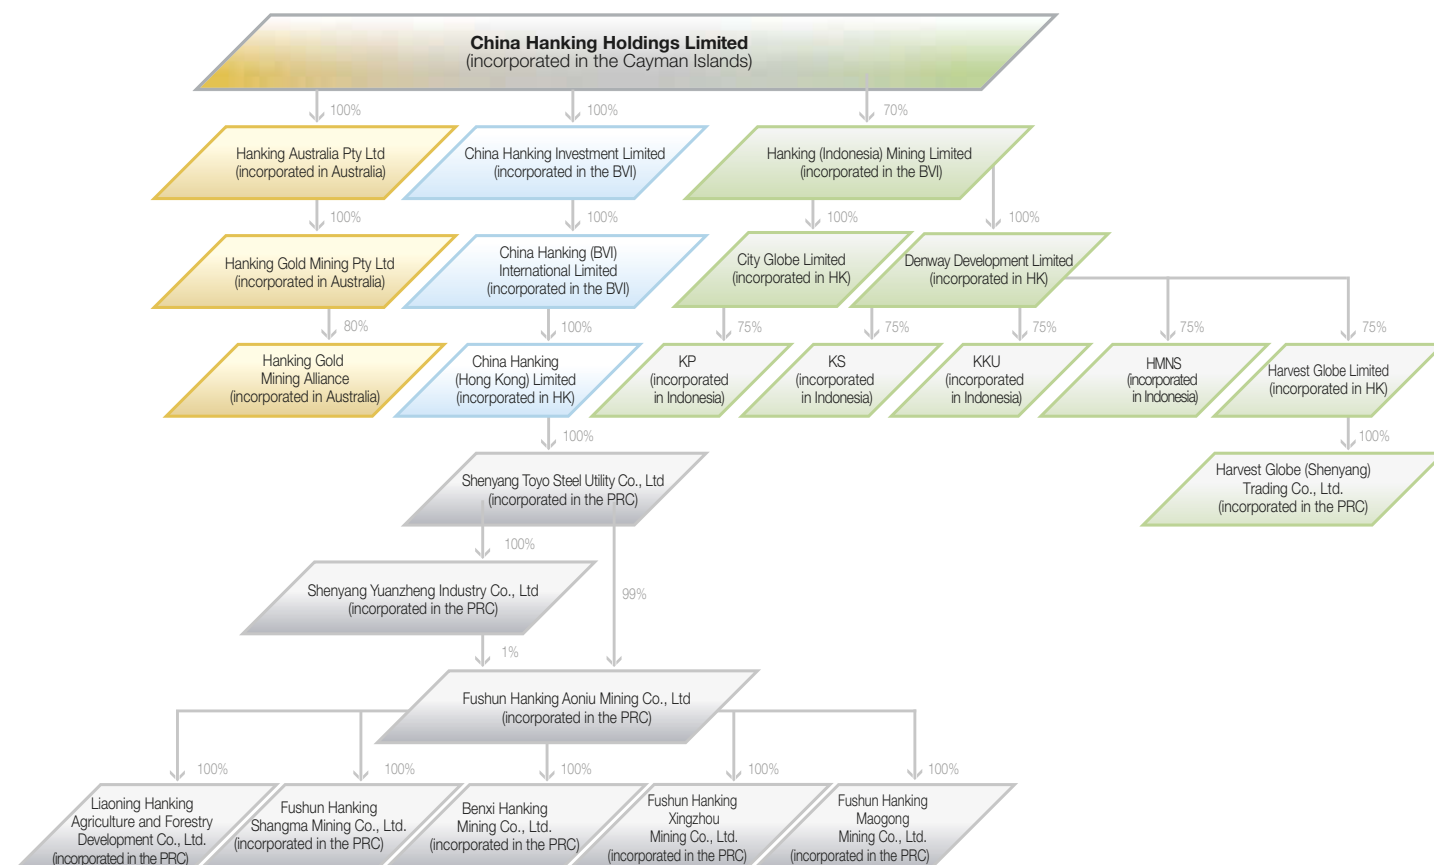 China Hanking Holdings Limited
(incorporated in the Cayman Islands)
100%
100%
70%
Hanking Australia Pty Ltd
(incorporated in Australia)
China Hanking Investment Limited
(incorporated in the BVI)
Hanking (Indonesia) Mining Limited
(incorporated in the BVI)
100%
100%
100%
100%
Hanking Gold Mining Pty Ltd
(incorporated in Australia)
China Hanking (BVI)
International Limited
(incorporated in the BVI)
City Globe Limited
(incorporated in HK)
Denway Development Limited
(incorporated in HK)
80%
100%
75%
75%
75%
75%
75%
Hanking Gold
Mining Alliance
(incorporated in Australia)
China Hanking
(Hong Kong) Limited
(incorporated in HK)
KP
(incorporated
in Indonesia)
KS
(incorporated
in Indonesia)
KKU
(incorporated
in Indonesia)
HMNS
(incorporated
in Indonesia)
Harvest Globe Limited
(incorporated in HK)
100%
100%
Shenyang Toyo Steel Utility Co., Ltd
(incorporated in the PRC)
Harvest Globe (Shenyang)
Trading Co., Ltd.
(incorporated in the PRC)
100%
99%
Shenyang Yuanzheng Industry Co., Ltd
(incorporated in the PRC)
1%
Fushun Hanking Aoniu Mining Co., Ltd
(incorporated in the PRC)
100%
100%
100%
100%
100%
Liaoning Hanking
Agriculture and Forestry
Development Co., Ltd.
(incorporated in the PRC)
Fushun Hanking
Shangma Mining Co., Ltd.
(incorporated in the PRC)
Benxi Hanking
Mining Co., Ltd.
(incorporated in the PRC)
Fushun Hanking
Xingzhou
Mining Co., Ltd.
(incorporated in the PRC)
Fushun Hanking
Maogong
Mining Co., Ltd.
(incorporated in the PRC)